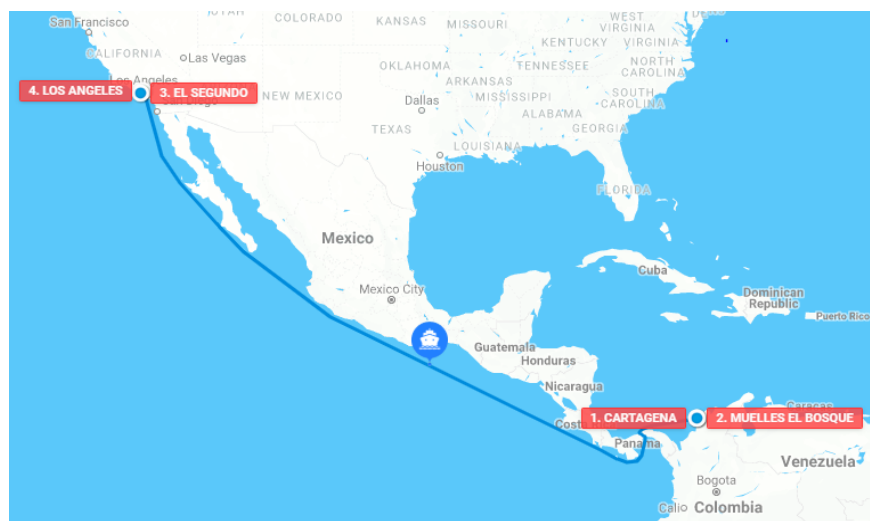 WEST
VIRGINIA
COLORADO
KANSAS
MISSOURI
San Francisco
KENTUCKY
VIRGINIA
CALIFORNIA
Las Vegas
OKLAHOMA
TENNESSEE
NORTH
CAROLINA
Los Angeles
ARKANSAS
4. LOS ANGELES
3. EL SEGUNDO
NEW MEXICO
Dallas
MISSISSIPPI
SOUTH
CAROLINA
San Diego
ALABAMA
TEXAS
GEORGIA
LOUISIANA
Houston
FLORIDA
Mexico
Cuba
Mexico City
Dominican
Republic
Puerto Rico
Guatemala
Honduras
Nicaragua
Caracas
1. CARTAGENA
2. MUELLES EL BOSQUE
Panama
Venezuela
Bogota
Cali
Colombia